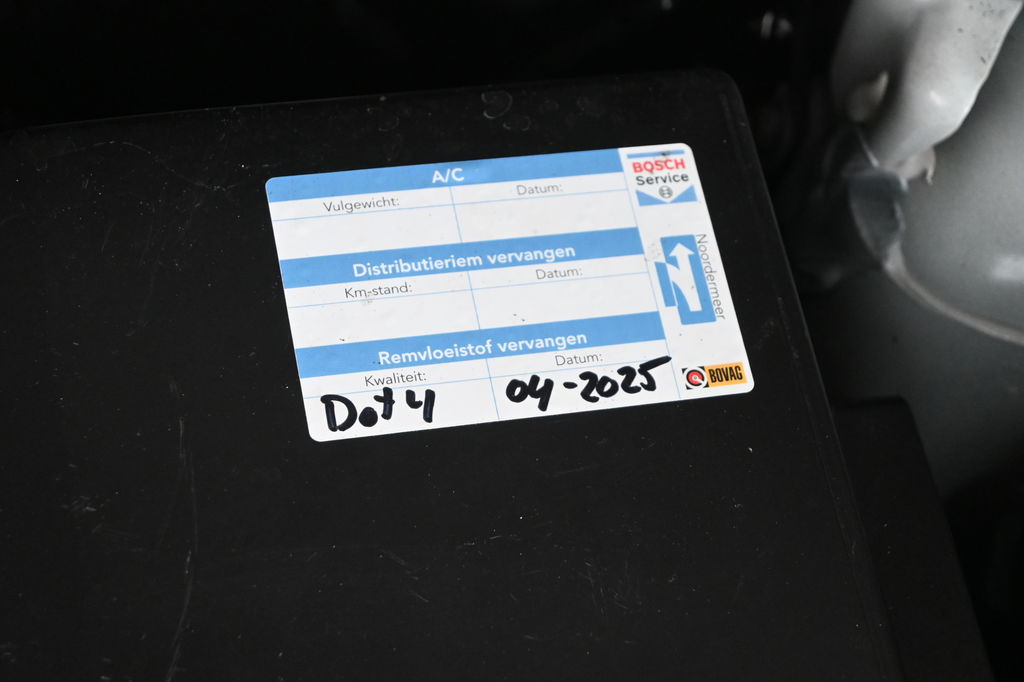 A/C
Vulgewicht: Datum:
Distributieriem vervangen
Km-stand: Datum:
Remvloeistof vervangen
Kwaliteit: Datum:
Dot 4 04-2025
BOSCH
Service
Noordermeer
BOVAG